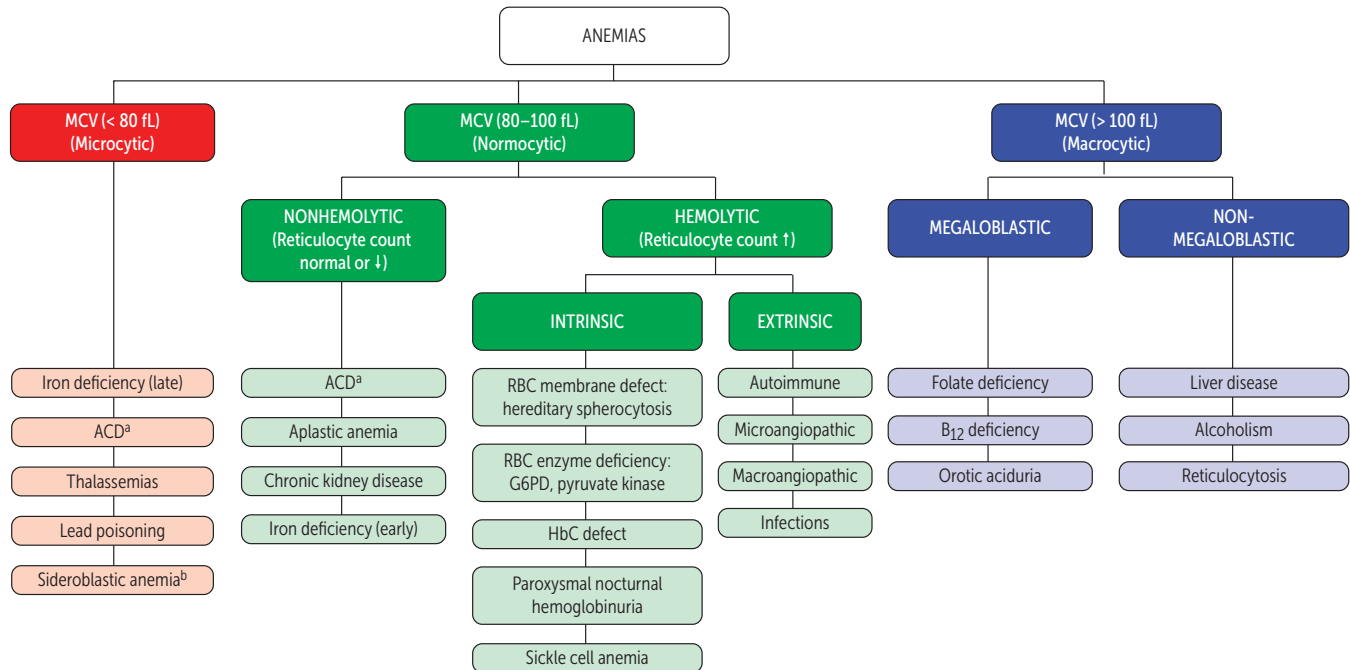 ANEMIAS
MCV (< 80 fL)
(Microcytic)
MCV (80–100 fL)
(Normocytic)
MCV (> 100 fL)
(Macrocytic)
NONHEMOLYTIC
(Reticulocyte count
normal or ↓)
HEMOLYTIC
(Reticulocyte count ↑)
MEGALOBLASTIC
NON-
MEGALOBLASTIC
INTRINSIC
EXTRINSIC
Iron deficiency (late)
ACDᵃ
Thalassemias
Lead poisoning
Sideroblastic anemiaᵇ
ACDᵃ
Aplastic anemia
Chronic kidney disease
Iron deficiency (early)
RBC membrane defect:
hereditary spherocytosis
RBC enzyme deficiency:
G6PD, pyruvate kinase
HbC defect
Paroxysmal nocturnal
hemoglobinuria
Sickle cell anemia
Autoimmune
Microangiopathic
Macroangiopathic
Infections
Folate deficiency
B₁₂ deficiency
Orotic aciduria
Liver disease
Alcoholism
Reticulocytosis